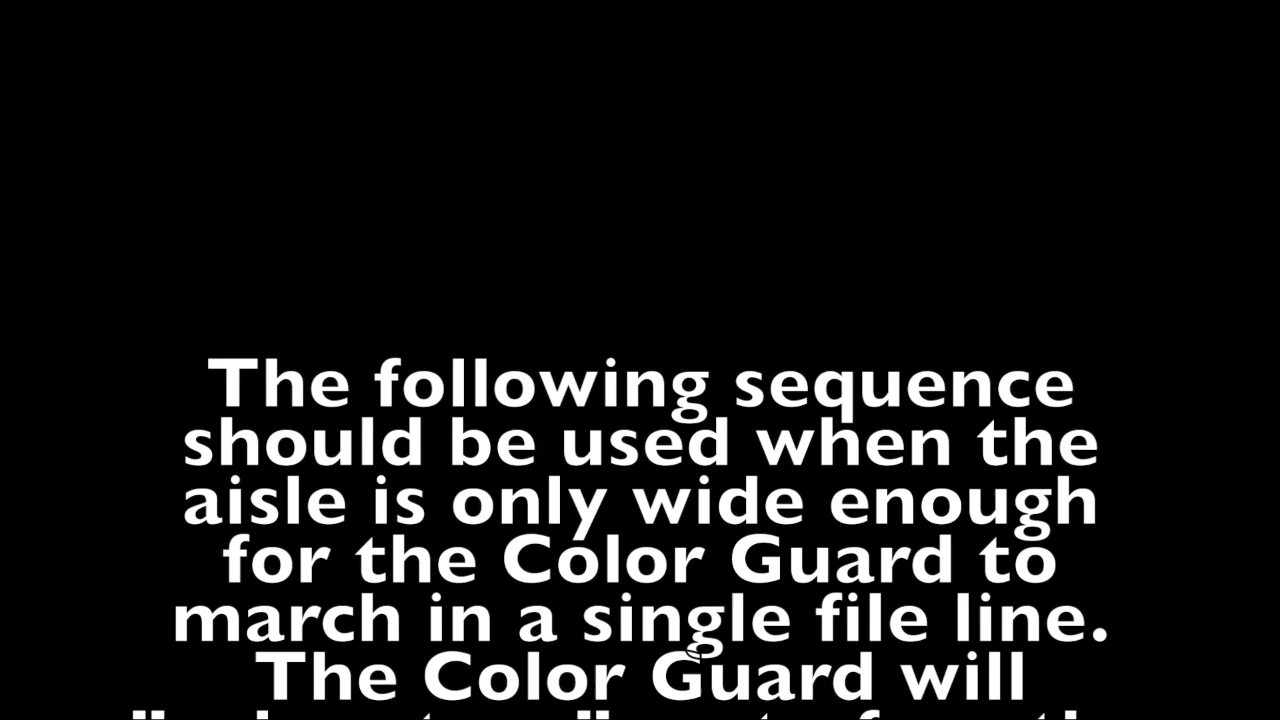 The following sequence
should be used when the
aisle is only wide enough
for the Color Guard to
march in a single file line.
The Color Guard will